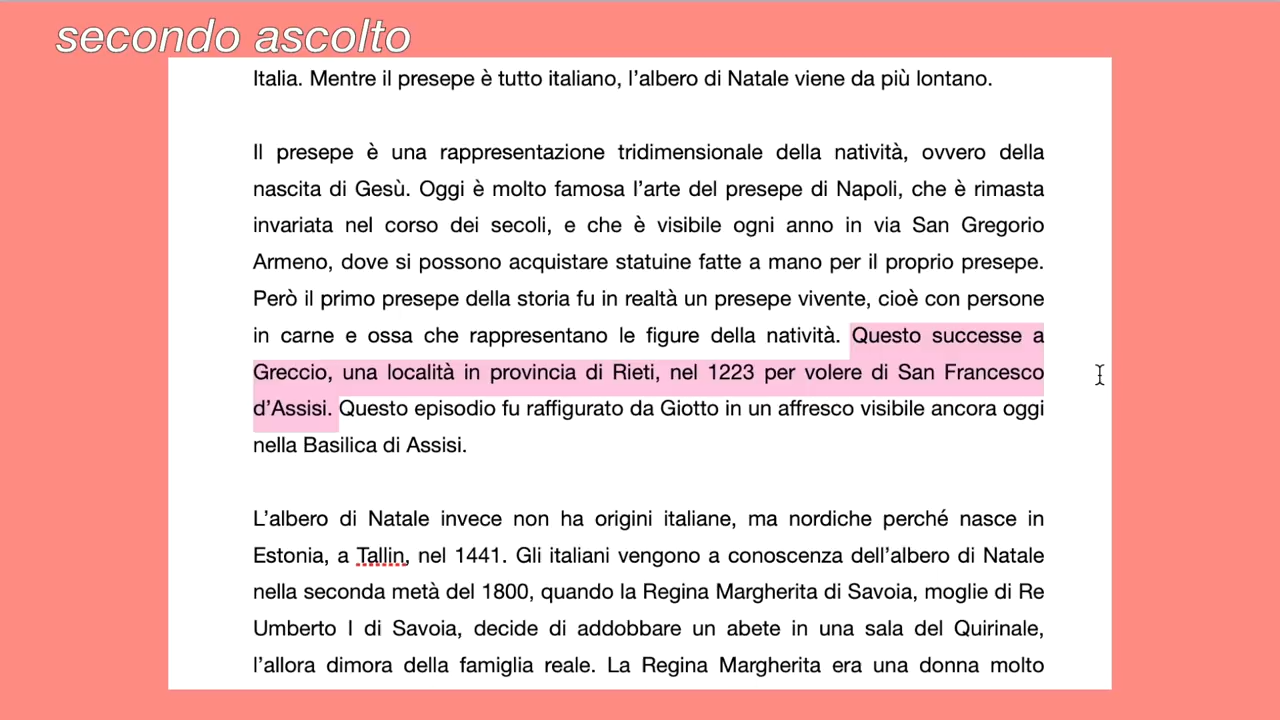 secondo ascolto
Italia. Mentre il presepe è tutto italiano, l’albero di Natale viene da più lontano.
Il presepe è una rappresentazione tridimensionale della natività, ovvero della
nascita di Gesù. Oggi è molto famosa l’arte del presepe di Napoli, che è rimasta
invariata nel corso dei secoli, e che è visibile ogni anno in via San Gregorio
Armeno, dove si possono acquistare statuine fatte a mano per il proprio presepe.
Però il primo presepe della storia fu in realtà un presepe vivente, cioè con persone
in carne e ossa che rappresentano le figure della natività. Questo successe a
Greccio, una località in provincia di Rieti, nel 1223 per volere di San Francesco
d’Assisi. Questo episodio fu raffigurato da Giotto in un affresco visibile ancora oggi
nella Basilica di Assisi.
L’albero di Natale invece non ha origini italiane, ma nordiche perché nasce in
Estonia, a Tallin, nel 1441. Gli italiani vengono a conoscenza dell’albero di Natale
nella seconda metà del 1800, quando la Regina Margherita di Savoia, moglie di Re
Umberto I di Savoia, decide di addobbare un abete in una sala del Quirinale,
l’allora dimora della famiglia reale. La Regina Margherita era una donna molto